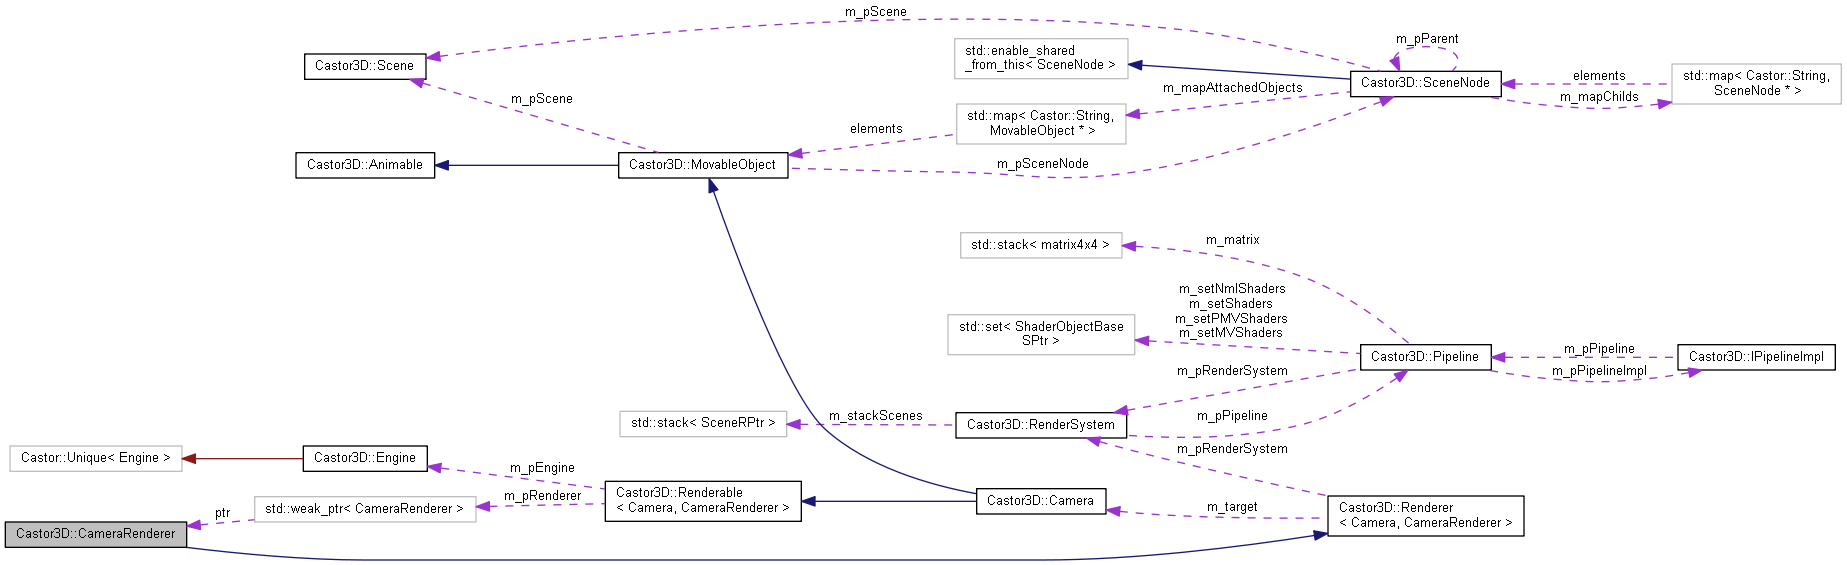 m_pScene
m_pParent
std::enable_shared
_from_this< SceneNode >
Castor3D::Scene
Castor3D::SceneNode
elements
std::map< Castor::String,
SceneNode * >
m_mapChilds
m_pScene
m_mapAttachedObjects
std::map< Castor::String,
MovableObject * >
elements
Castor3D::Animable
Castor3D::MovableObject
m_pSceneNode
std::stack< matrix4x4 >
m_matrix
m_setNmlShaders
m_setShaders
m_setPMVShaders
m_setMVShaders
std::set< ShaderObjectBase
SPtr >
Castor3D::Pipeline
m_pPipeline
m_pPipelineImpl
Castor3D::IPipelineImpl
m_pRenderSystem
m_pPipeline
std::stack< SceneRPtr >
m_stackScenes
Castor3D::RenderSystem
m_pRenderSystem
Castor::Unique< Engine >
Castor3D::Engine
m_pEngine
m_pRenderer
Castor3D::Renderable
< Camera, CameraRenderer >
Castor3D::Camera
m_target
Castor3D::Renderer
< Camera, CameraRenderer >
std::weak_ptr< CameraRenderer >
ptr
Castor3D::CameraRenderer